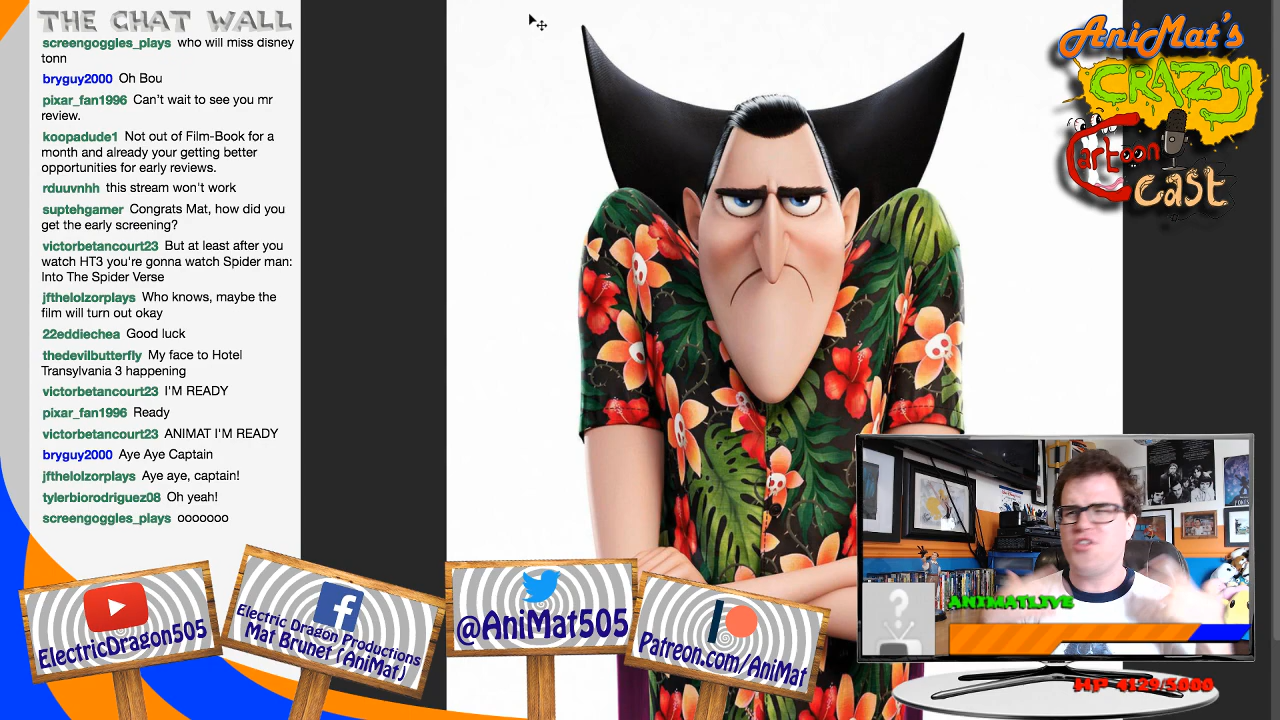 THE CHAT WALL
screengoggles_plays who will miss disney
tonn
bryguy2000 Oh Bou
pixar_fan1996 Can't wait to see you mr
review.
koopadude1 Not out of Film-Book for a
month and already your getting better
opportunities for early reviews.
rduuvnhh this stream won't work
suptehgamer Congrats Mat, how did you
get the early screening?
victorbetancourt23 But at least after you
watch HT3 you're gonna watch Spider man:
Into The Spider Verse
jfthelolzorplays Who knows, maybe the
film will turn out okay
22eddiechea Good luck
thedevilbutterfly My face to Hotel
Transylvania 3 happening
victorbetancourt23 I'M READY
pixar_fan1996 Ready
victorbetancourt23 ANIMAT I'M READY
bryguy2000 Aye Aye Captain
jfthelolzorplays Aye aye, captain!
tylerbiorodriguez08 Oh yeah!
screengoggles_plays ooooooo
AniMat's
CRAZY
Cartoon
Cast
ElectricDragon505
Electric Dragon Productions
Mat Brunet (AniMat)
@AniMat505
Patreon.com/AniMat
ANIMATLIVE
HP 4129/5000